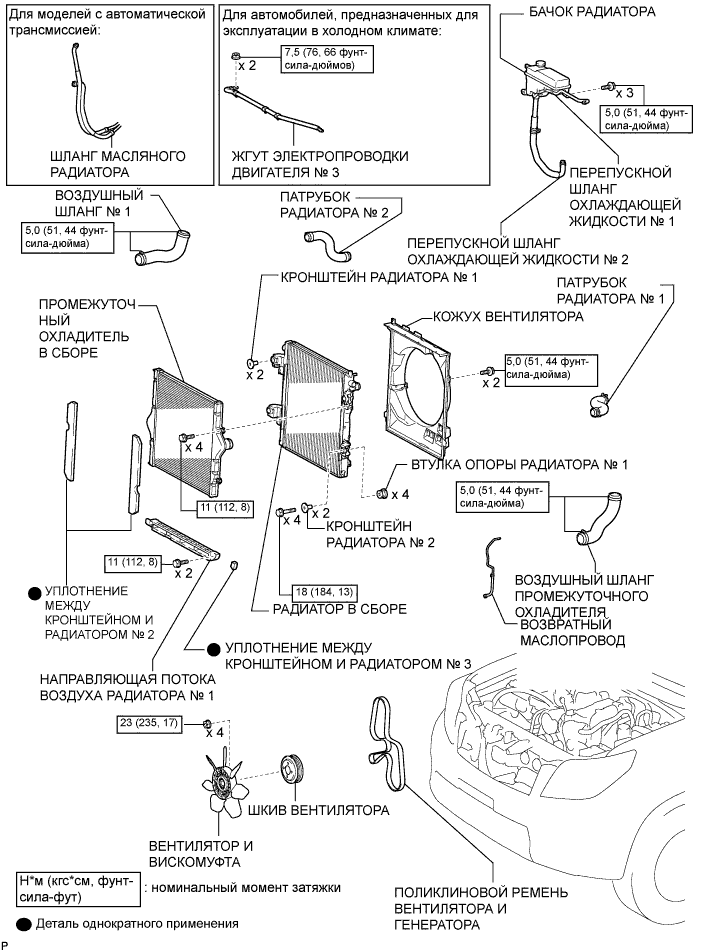 Для моделей с автоматической
трансмиссией:
ШЛАНГ МАСЛЯНОГО
РАДИАТОРА
Для автомобилей, предназначенных для
эксплуатации в холодном климате:
7,5 (76, 66 фунт-
сила-дюймов)
x 2
ЖГУТ ЭЛЕКТРОПРОВОДКИ
ДВИГАТЕЛЯ № 3
БАЧОК РАДИАТОРА
x 3
5,0 (51, 44 фунт-
сила-дюйма)
ПЕРЕПУСКНОЙ
ШЛАНГ
ОХЛАЖДАЮЩЕЙ
ЖИДКОСТИ № 1
ВОЗДУШНЫЙ
ШЛАНГ № 1
5,0 (51, 44 фунт-
сила-дюйма)
ПАТРУБОК
РАДИАТОРА № 2
ПЕРЕПУСКНОЙ ШЛАНГ
ОХЛАЖДАЮЩЕЙ ЖИДКОСТИ № 2
КРОНШТЕЙН РАДИАТОРА № 1
ПАТРУБОК
РАДИАТОРА № 1
ПРОМЕЖУТОЧ
НЫЙ
ОХЛАДИТЕЛЬ
В СБОРЕ
КОЖУХ ВЕНТИЛЯТОРА
x 2
x 2
5,0 (51, 44 фунт-
сила-дюйма)
x 4
11 (112, 8)
ВТУЛКА ОПОРЫ РАДИАТОРА № 1
x 4
x 4
x 2
КРОНШТЕЙН
РАДИАТОРА № 2
5,0 (51, 44 фунт-
сила-дюйма)
11 (112, 8)
x 2
18 (184, 13)
РАДИАТОР В СБОРЕ
ВОЗДУШНЫЙ ШЛАНГ
ПРОМЕЖУТОЧНОГО
ОХЛАДИТЕЛЯ
ВОЗВРАТНЫЙ
МАСЛОПРОВОД
УПЛОТНЕНИЕ
МЕЖДУ
КРОНШТЕЙНОМ И
РАДИАТОРОМ № 2
УПЛОТНЕНИЕ МЕЖДУ
КРОНШТЕЙНОМ И РАДИАТОРОМ № 3
НАПРАВЛЯЮЩАЯ ПОТОКА
ВОЗДУХА РАДИАТОРА № 1
23 (235, 17)
x 4
ШКИВ ВЕНТИЛЯТОРА
ВЕНТИЛЯТОР И
ВИСКОМУФТА
ПОЛИКЛИНОВОЙ РЕМЕНЬ
ВЕНТИЛЯТОРА И
ГЕНЕРАТОРА
Н*м (кгс*см, фунт-
сила-фут)
: номинальный момент затяжки
Деталь однократного применения
P